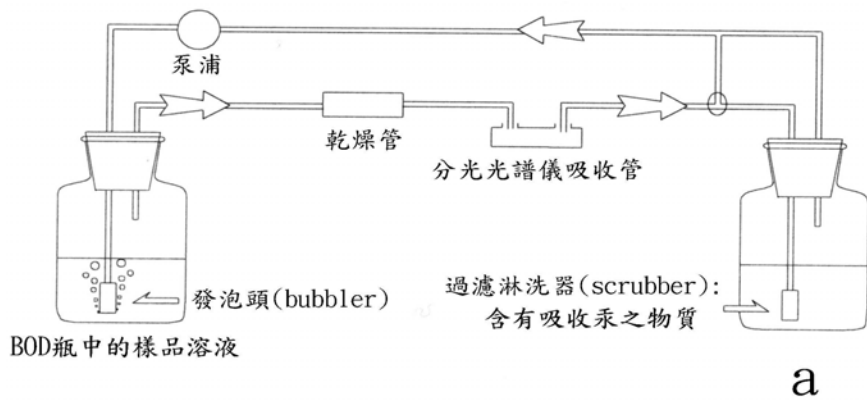 泵浦
乾燥管
分光光譜儀吸收管
發泡頭(bubbler)
過濾淋洗器(scrubber):
含有吸收汞之物質
BOD瓶中的樣品溶液
a